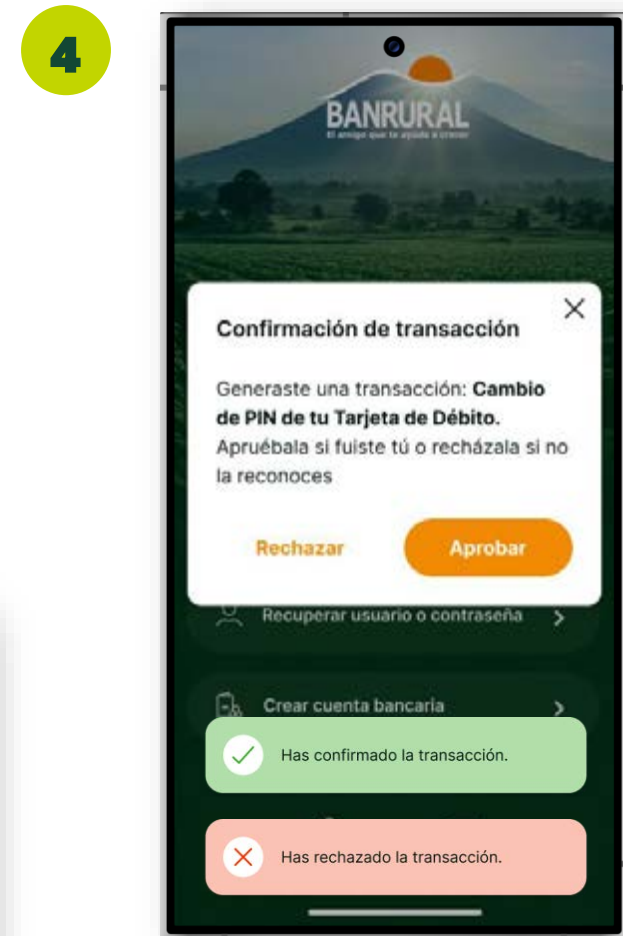 4
BANRURAL
El amigo que te ayuda a crecer
Confirmación de transacción
Generaste una transacción: Cambio
de PIN de tu Tarjeta de Débito.
Apruébala si fuiste tú o recházala si no
la reconoces
Rechazar
Aprobar
Recuperar usuario o contraseña
Crear cuenta bancaria
Has confirmado la transacción.
Has rechazado la transacción.